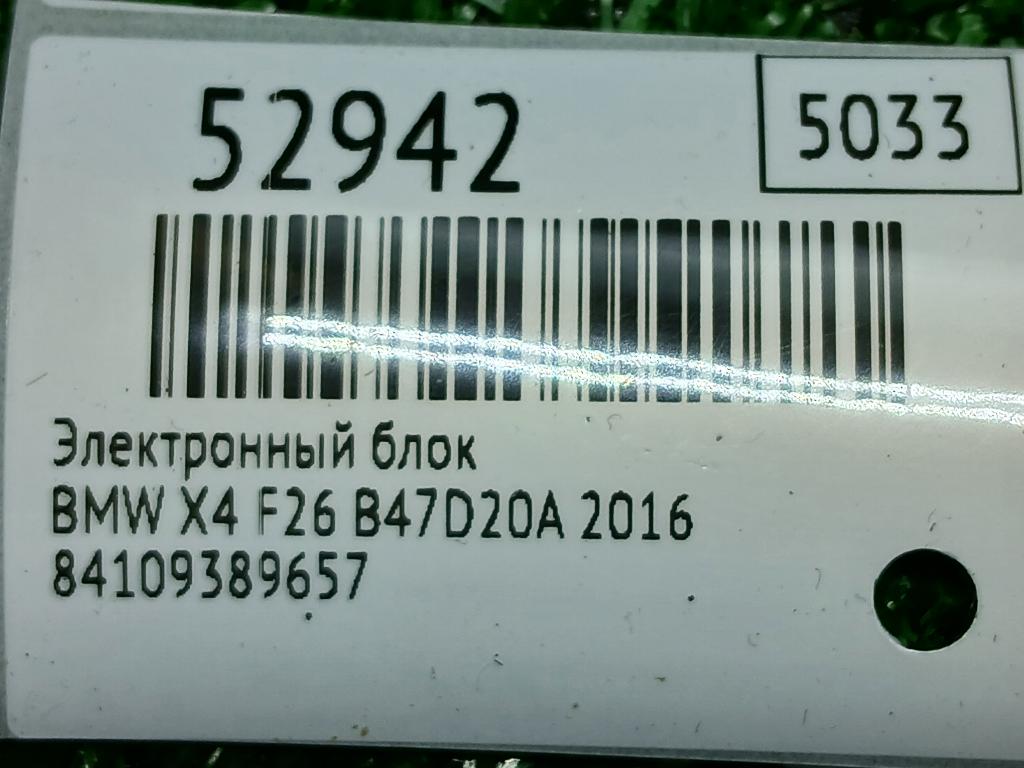 52942
5033
Электронный блок
BMW X4 F26 B47D20A 2016
84109389657